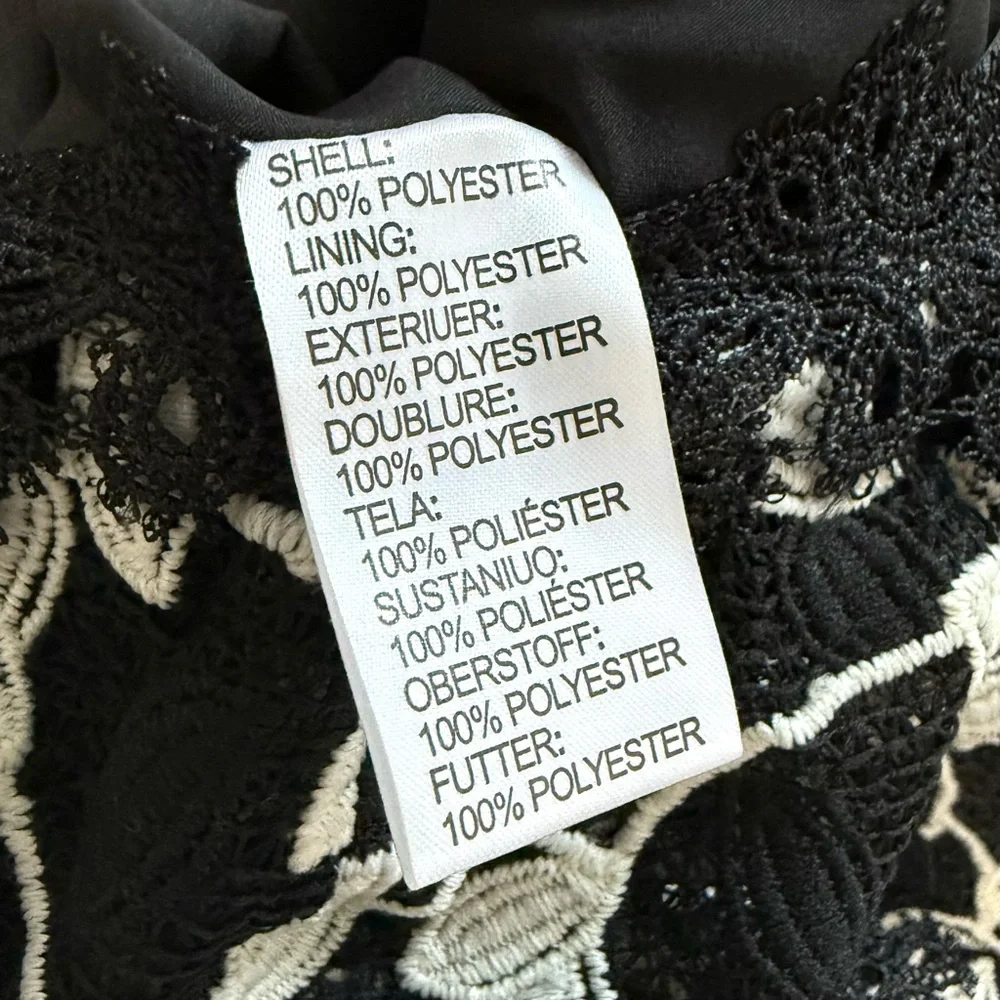 SHELL:
100% POLYESTER
LINING:
100% POLYESTER
EXTERIUER:
100% POLYESTER
DOUBLURE:
100% POLYESTER
TELA:
100% POLIÉSTER
SUSTANIUO:
100% POLIÉSTER
OBERSTOFF:
100% POLYESTER
FUTTER:
100% POLYESTER